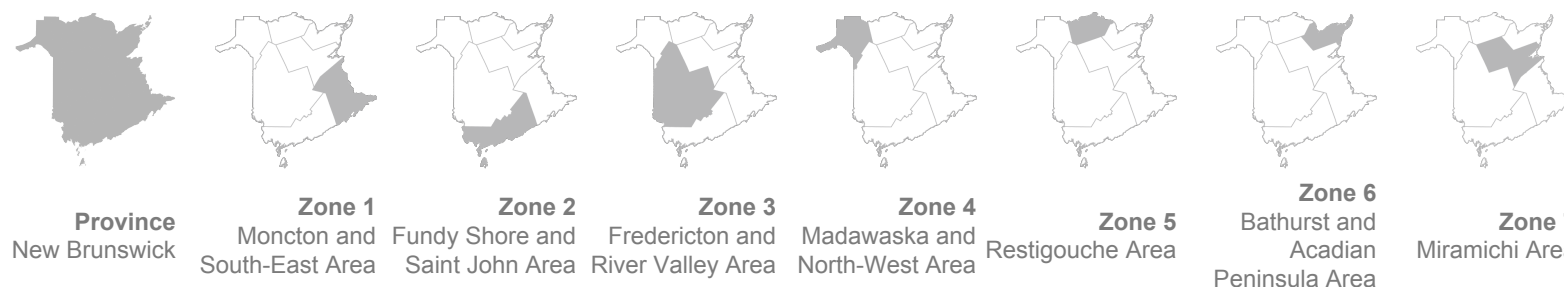 Province
New Brunswick
Zone 1
Moncton and
South-East Area
Zone 2
Fundy Shore and
Saint John Area
Zone 3
Fredericton and
River Valley Area
Zone 4
Madawaska and
North-West Area
Zone 5
Restigouche Area
Zone 6
Bathurst and
Acadian
Peninsula Area
Zone
Miramichi Are